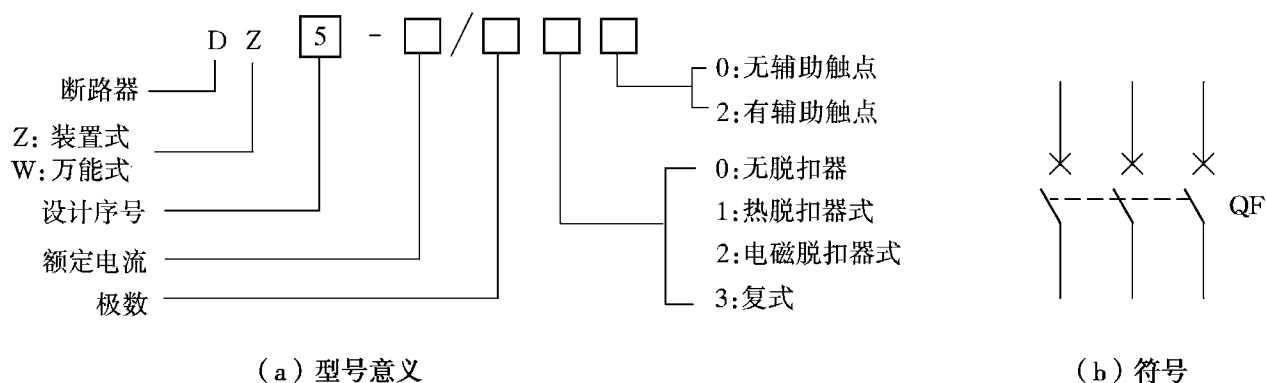 D Z 5 - □ / □ □ □
断路器
Z: 装置式
W:万能式
设计序号
额定电流
极数
0:无辅助触点
2:有辅助触点
0:无脱扣器
1:热脱扣器式
2:电磁脱扣器式
3:复式
QF
(a)型号意义
(b)符号